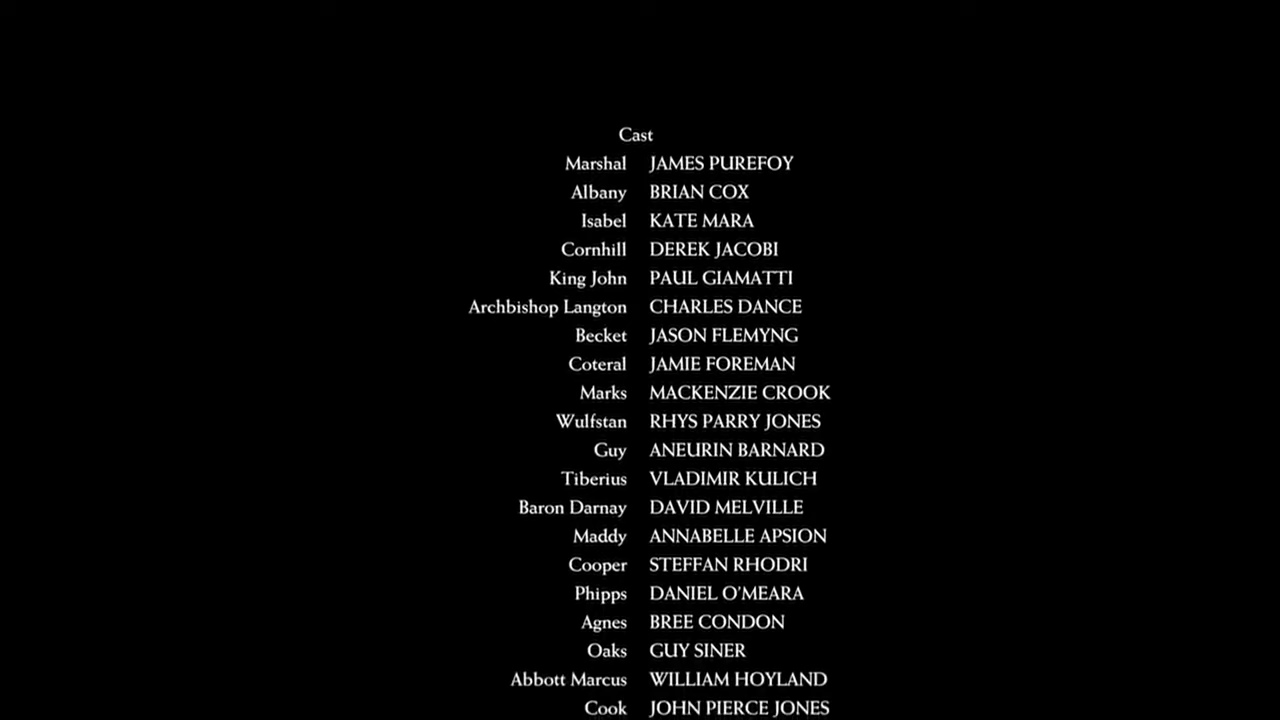 Cast
Marshal JAMES PUREFOY
Albany BRIAN COX
Isabel KATE MARA
Cornhill DEREK JACOBI
King John PAUL GIAMATTI
Archbishop Langton CHARLES DANCE
Becket JASON FLEMYNG
Coteral JAMIE FOREMAN
Marks MACKENZIE CROOK
Wulfstan RHYS PARRY JONES
Guy ANEURIN BARNARD
Tiberius VLADIMIR KULICH
Baron Darnay DAVID MELVILLE
Maddy ANNABELLE APSION
Cooper STEFFAN RHODRI
Phipps DANIEL O'MEARA
Agnes BREE CONDON
Oaks GUY SINER
Abbott Marcus WILLIAM HOYLAND
Cook JOHN PIERCE JONES